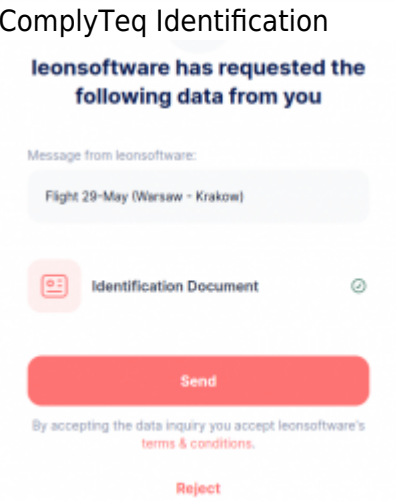 ComplyTeq Identification
leonsoftware has requested the
following data from you
Message from leonsoftware:
Flight 29-May (Warsaw - Krakow)
Identification Document
Send
By accepting the data inquiry you accept leonsoftware's
terms & conditions.
Reject